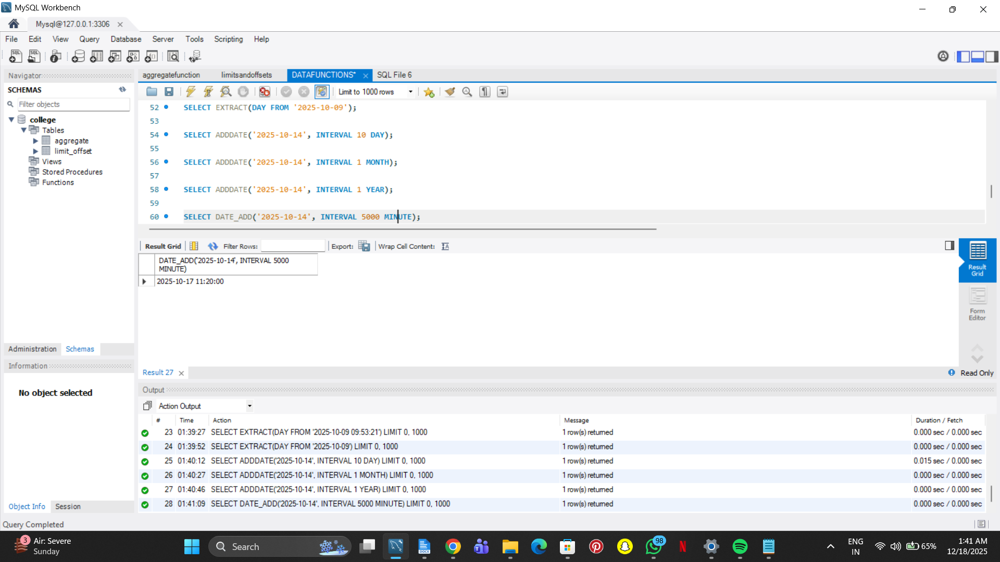 MySQL Workbench
Mysql@127.0.0.1:3306
File Edit View Query Database Server Tools Scripting Help
Navigator
SCHEMAS
Filter objects
college
Tables
aggregate
limit_offset
Views
Stored Procedures
Functions
Administration Schemas
Information
No object selected
Object Info Session
Query Completed
aggregatefunction limitsandoffsets DATAFUNCTIONS* SQL File 6
Limit to 1000 rows
52 SELECT EXTRACT(DAY FROM '2025-10-09');
53
54 SELECT ADDDATE('2025-10-14', INTERVAL 10 DAY);
55
56 SELECT ADDDATE('2025-10-14', INTERVAL 1 MONTH);
57
58 SELECT ADDDATE('2025-10-14', INTERVAL 1 YEAR);
59
60 SELECT DATE_ADD('2025-10-14', INTERVAL 5000 MINUTE);
Result Grid Filter Rows: Export: Wrap Cell Content:
DATE_ADD('2025-10-14', INTERVAL 5000
MINUTE)
2025-10-17 11:20:00
Result
Grid
Form
Editor
Result 27
Read Only
Output
Action Output
# Time Action Message Duration / Fetch
23 01:39:27 SELECT EXTRACT(DAY FROM '2025-10-09 09:53:21') LIMIT 0, 1000 1 row(s) returned 0.000 sec / 0.000 sec
24 01:39:52 SELECT EXTRACT(DAY FROM '2025-10-09') LIMIT 0, 1000 1 row(s) returned 0.000 sec / 0.000 sec
25 01:40:12 SELECT ADDDATE('2025-10-14', INTERVAL 10 DAY) LIMIT 0, 1000 1 row(s) returned 0.015 sec / 0.000 sec
26 01:40:27 SELECT ADDDATE('2025-10-14', INTERVAL 1 MONTH) LIMIT 0, 1000 1 row(s) returned 0.000 sec / 0.000 sec
27 01:40:46 SELECT ADDDATE('2025-10-14', INTERVAL 1 YEAR) LIMIT 0, 1000 1 row(s) returned 0.000 sec / 0.000 sec
28 01:41:09 SELECT DATE_ADD('2025-10-14', INTERVAL 5000 MINUTE) LIMIT 0, 1000 1 row(s) returned 0.000 sec / 0.000 sec
3 Air: Severe
Sunday
Search
DOCX
98
ENG
IN
65%
1:41 AM
12/18/2025